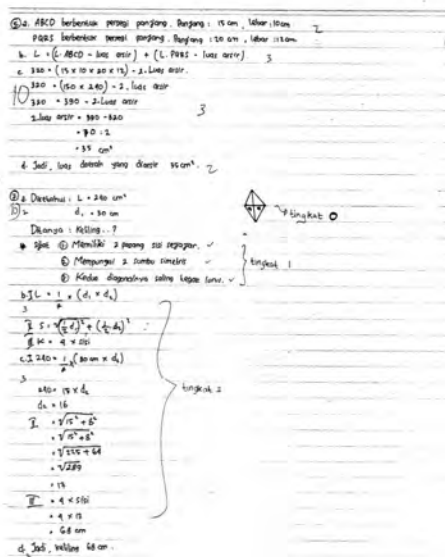 ⑤ a. ABCD berbentuk persegi panjang. Panjang : 15 cm, lebar : 10 cm
PQRS berbentuk persegi panjang. Panjang : 20 cm, lebar : 12 cm
2
b. L = (L. ABCD - luas arsir) + (L. PQRS - luas arsir)
3
c. 320 = (15 x 10 x 20 x 12) - 2. Luas arsir
10
320 = (150 x 240) - 2. luas arsir
320 = 390 - 2. Luas arsir
3
2. luas arsir = 390 - 320
= 70 : 2
= 35 cm²
d. Jadi, luas daerah yang diarsir 35 cm². 2
a. Diketahui : L = 240 cm²
d₁ = 30 cm
tingkat 0
Ditanya : Keliling..?
Sifat ① Memiliki 2 pasang sisi sejajar. ✓
② Mempunyai 2 sumbu simetris ✓
③ Kedua diagonalnya saling tegak lurus. ✓
tingkat 1
b. I L = 1/2 x (d₁ x d₂)
3
II S = √(1/2 d₁)² + (1/2 d₂)²
III K = 4 x sisi
c. I 240 = 1/2 x (30 cm x d₂)
3
240 = 15 x d₂
d₂ = 16
tingkat 2
II = √15² + 8²
= √15² + 8²
= √225 + 64
= √289
= 17
III = 4 x sisi
= 4 x 17
= 68 cm
d. Jadi, keliling 68 cm.